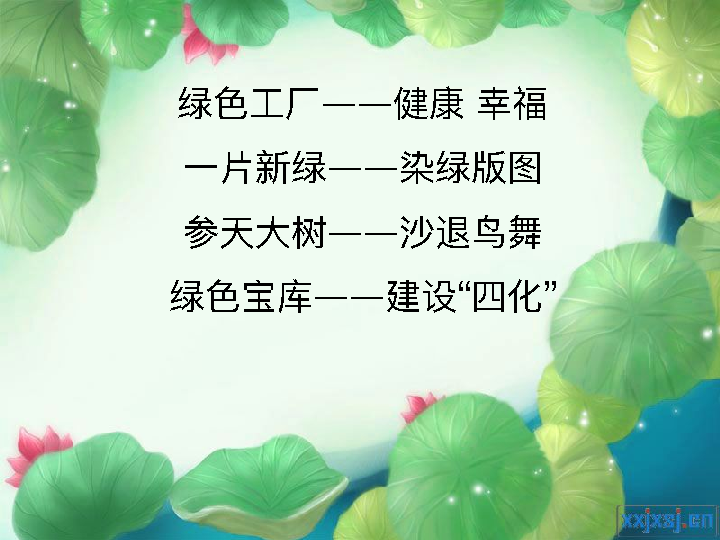 绿色工厂——健康 幸福
一片新绿——染绿版图
参天大树——沙退鸟舞
绿色宝库——建设“四化”
xxjxsj.cn